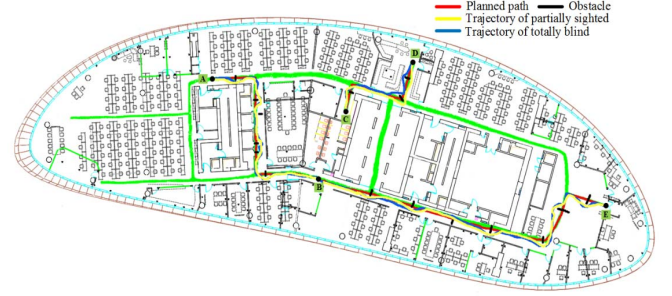 Planned path
Obstacle
Trajectory of partially sighted
Trajectory of totally blind
D
A
C
B
E